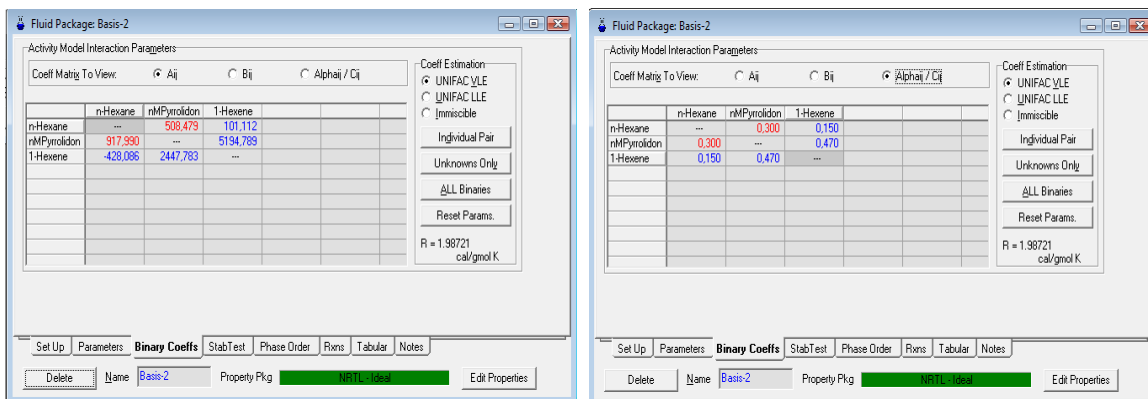 Fluid Package: Basis-2
Activity Model Interaction Parameters
Coeff Matrix To View: Aij Bij Alphaij / Cij
n-Hexane nMPyrrolidon 1-Hexene
n-Hexane --- 508,479 101,112
nMPyrrolidon 917,990 --- 5194,789
1-Hexene -428,086 2447,783 ---
Coeff Estimation
UNIFAC VLE
UNIFAC LLE
Immiscible
Individual Pair
Unknowns Only
ALL Binaries
Reset Params.
R = 1.98721
cal/gmol K
Set Up Parameters Binary Coeffs StabTest Phase Order Rxns Tabular Notes
Delete Name Basis-2 Property Pkg NRTL - Ideal Edit Properties
Fluid Package: Basis-2
Activity Model Interaction Parameters
Coeff Matrix To View: Aij Bij Alphaij / Cij
n-Hexane nMPyrrolidon 1-Hexene
n-Hexane --- 0,300 0,150
nMPyrrolidon 0,300 --- 0,470
1-Hexene 0,150 0,470 ---
Coeff Estimation
UNIFAC VLE
UNIFAC LLE
Immiscible
Individual Pair
Unknowns Only
ALL Binaries
Reset Params.
R = 1.98721
cal/gmol K
Set Up Parameters Binary Coeffs StabTest Phase Order Rxns Tabular Notes
Delete Name Basis-2 Property Pkg NRTL - Ideal Edit Properties